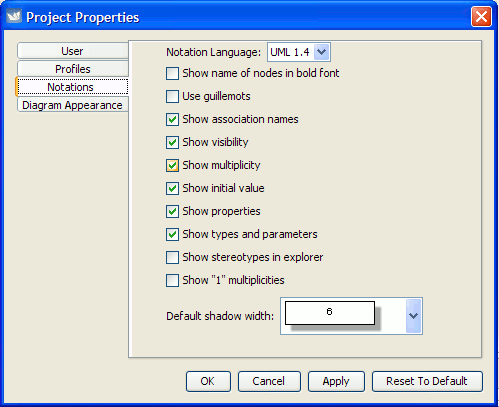 Project Properties
User
Profiles
Notations
Diagram Appearance
Notation Language: UML 1.4
Show name of nodes in bold font
Use guillemots
Show association names
Show visibility
Show multiplicity
Show initial value
Show properties
Show types and parameters
Show stereotypes in explorer
Show "1" multiplicities
Default shadow width: 6
OK Cancel Apply Reset To Default